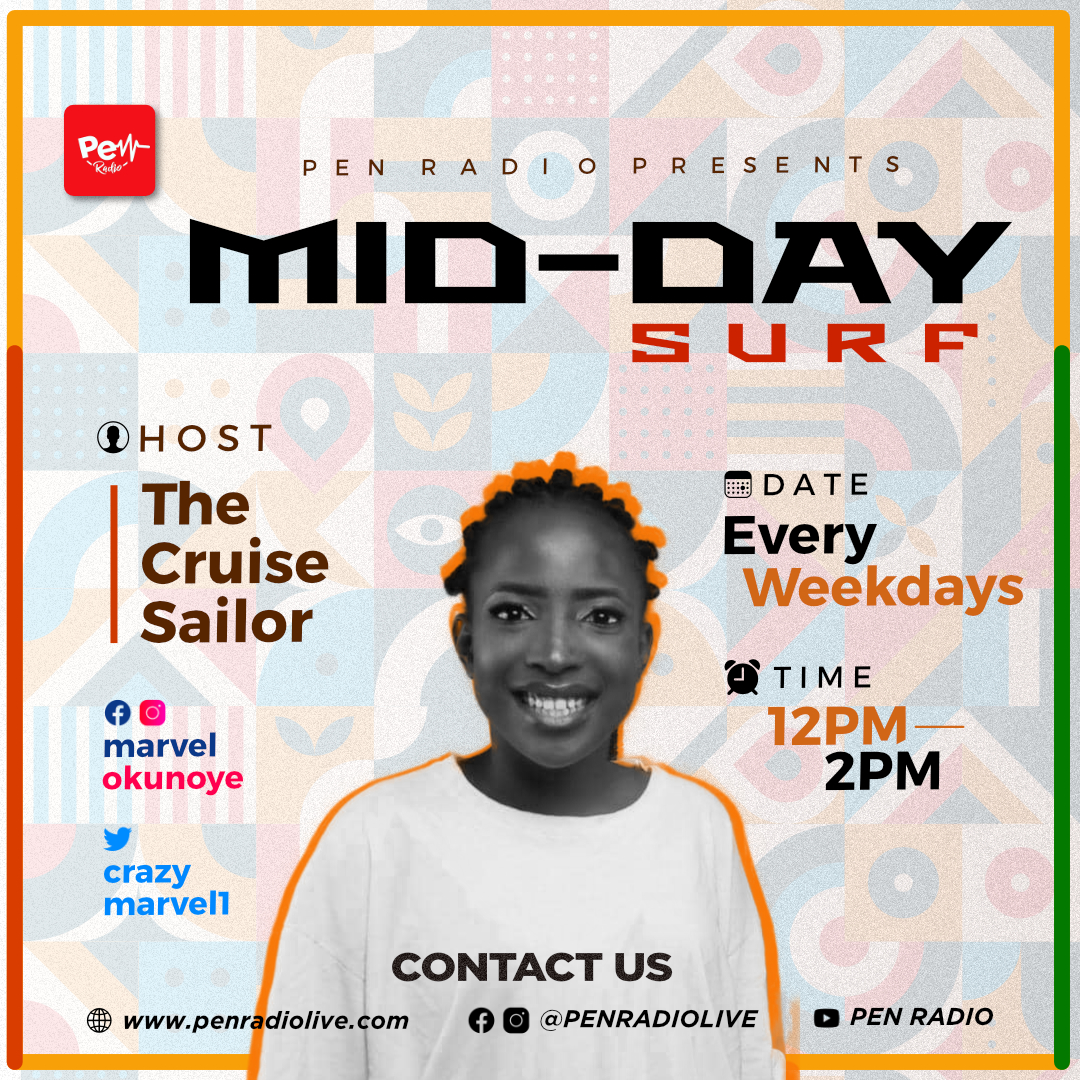 Pen
Radio
PEN RADIO PRESENTS
MID-DAY
SURF
HOST
The
Cruise
Sailor
marvel
okunoye
crazy
marvel1
DATE
Every
Weekdays
TIME
12PM—
2PM
CONTACT US
www.penradiolive.com
@PENRADIOLIVE
PEN RADIO